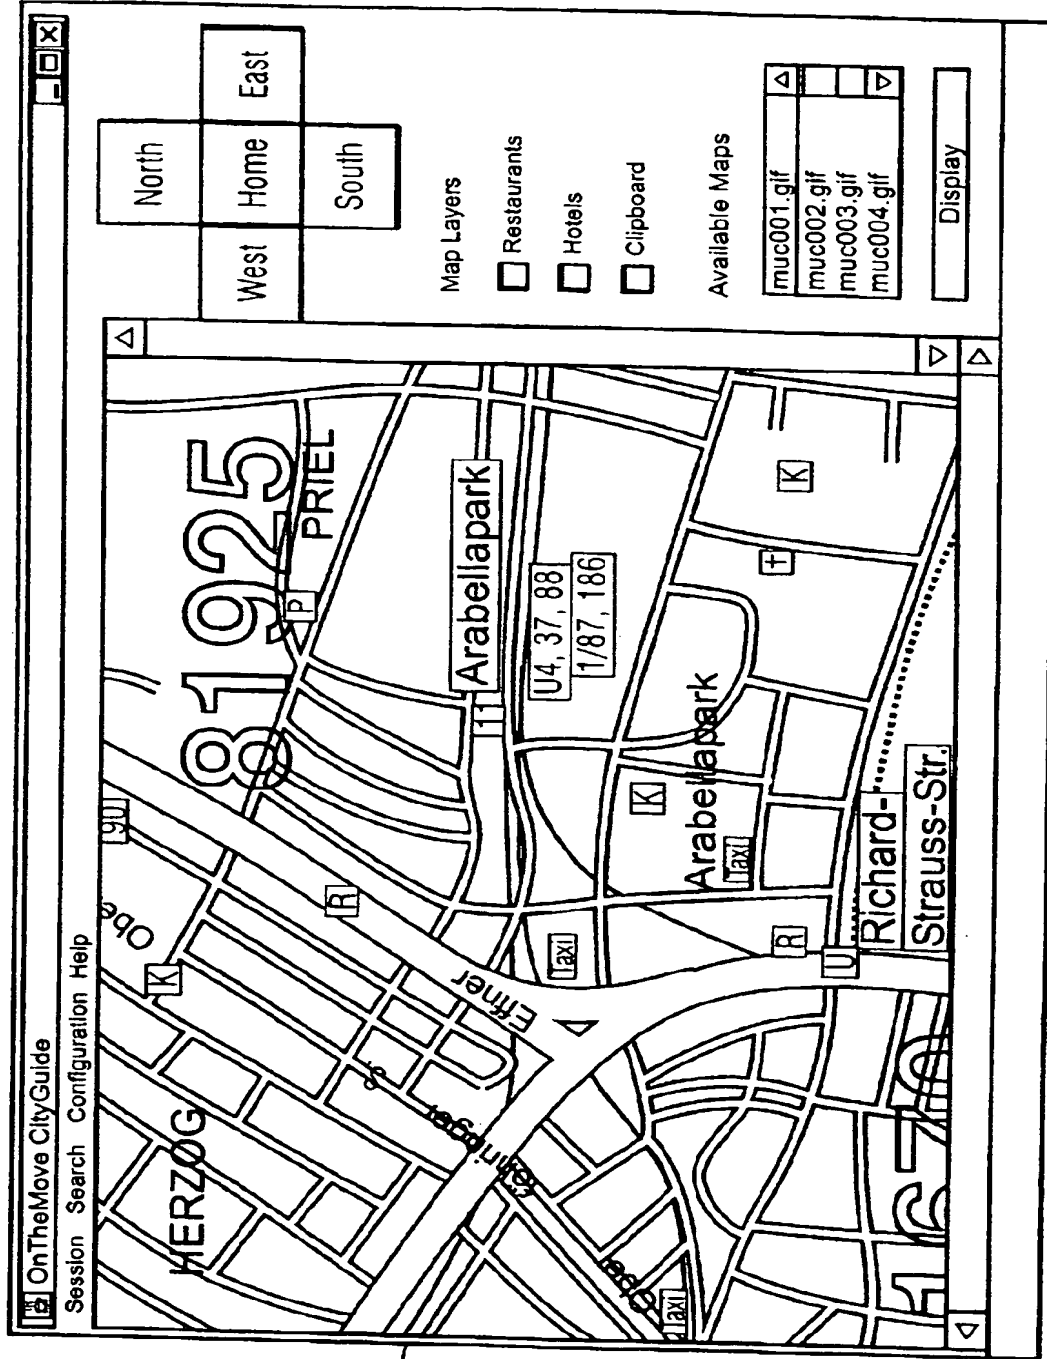 OnTheMove CityGuide
Session Search Configuration Help
North
West Home East
South
Map Layers
Restaurants
Hotels
Clipboard
Available Maps
muc001.gif
muc002.gif
muc003.gif
muc004.gif
Display
HERZOG
K
R
90
81925
P
PRIEL
Effner
Taxi
11
Arabellapark
U4, 37, 88
1/87, 186
K
Arabellapark
Taxi
R
U
Richard-
Strauss-Str.
K
Taxi